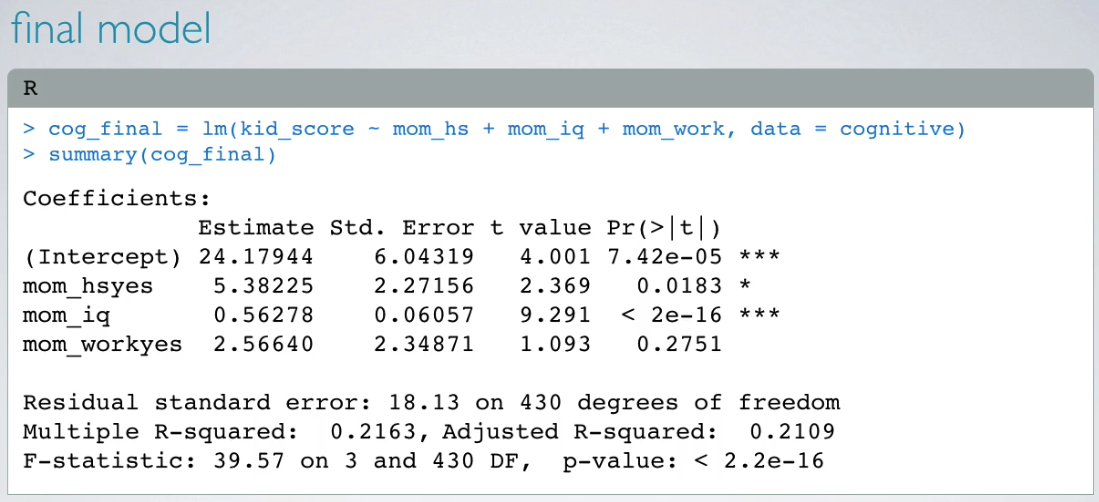 final model
R
> cog_final = lm(kid_score ~ mom_hs + mom_iq + mom_work, data = cognitive)
> summary(cog_final)
Coefficients:
Estimate Std. Error t value Pr(>|t|)
(Intercept) 24.17944 6.04319 4.001 7.42e-05 ***
mom_hsyes 5.38225 2.27156 2.369 0.0183 *
mom_iq 0.56278 0.06057 9.291 < 2e-16 ***
mom_workyes 2.56640 2.34871 1.093 0.2751
Residual standard error: 18.13 on 430 degrees of freedom
Multiple R-squared: 0.2163, Adjusted R-squared: 0.2109
F-statistic: 39.57 on 3 and 430 DF, p-value: < 2.2e-16